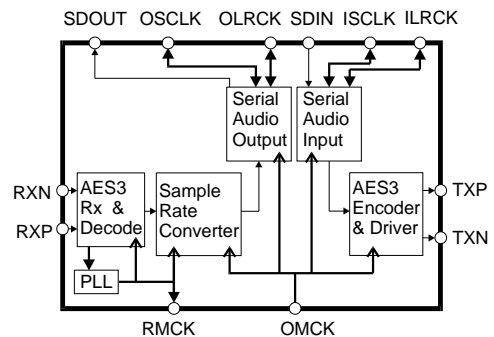 SDOUT OSCLK OLRCK SDIN ISCLK ILRCK
Serial
Audio
Output
Serial
Audio
Input
RXN
RXP
AES3
Rx &
Decode
Sample
Rate
Converter
AES3
Encoder
& Driver
TXP
TXN
PLL
RMCK OMCK